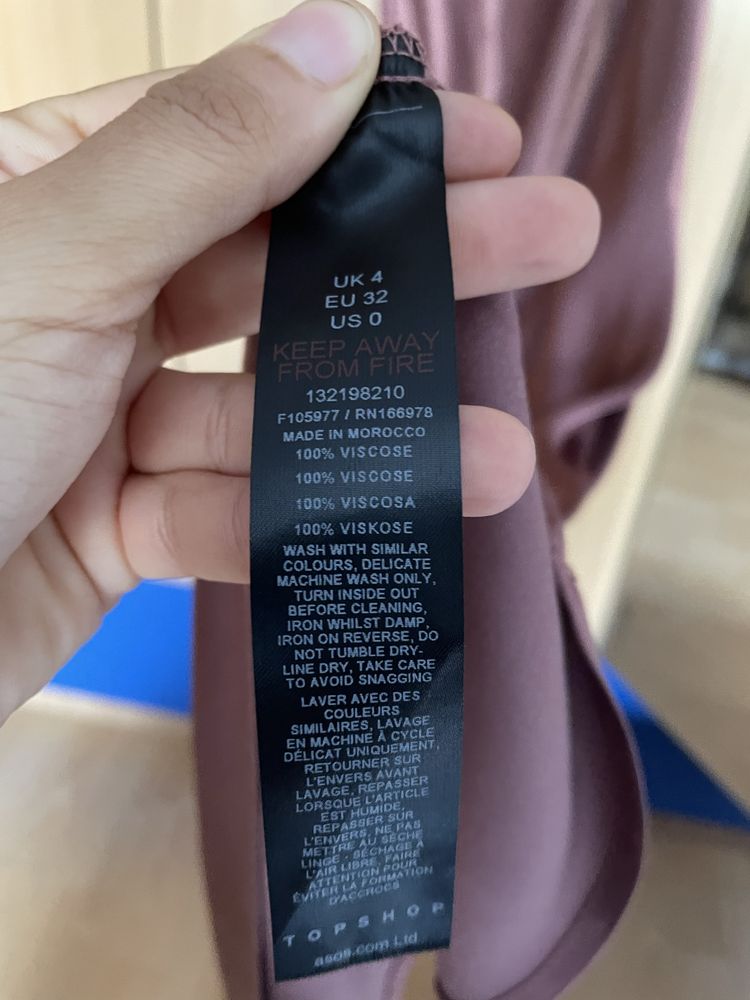 UK 4
EU 32
US 0
KEEP AWAY
FROM FIRE
132198210
F105977 / RN166978
MADE IN MOROCCO
100% VISCOSE
100% VISCOSE
100% VISCOSA
100% VISKOSE
WASH WITH SIMILAR
COLOURS, DELICATE
MACHINE WASH ONLY,
TURN INSIDE OUT
BEFORE CLEANING,
IRON WHILST DAMP,
IRON ON REVERSE, DO
NOT TUMBLE DRY-
LINE DRY, TAKE CARE
TO AVOID SNAGGING
LAVER AVEC DES
COULEURS
SIMILAIRES, LAVAGE
EN MACHINE À CYCLE
DÉLICAT UNIQUEMENT,
RETOURNER SUR
L'ENVERS AVANT
LAVAGE, REPASSER
LORSQUE L'ARTICLE
EST HUMIDE,
REPASSER SUR
L'ENVERS, NE PAS
METTRE AU SÈCHE
LINGE - SÉCHAGE À
L'AIR LIBRE, FAIRE
ATTENTION POUR
ÉVITER LA FORMATION
D'ACCROCS
TOPSHOP
asos.com Ltd